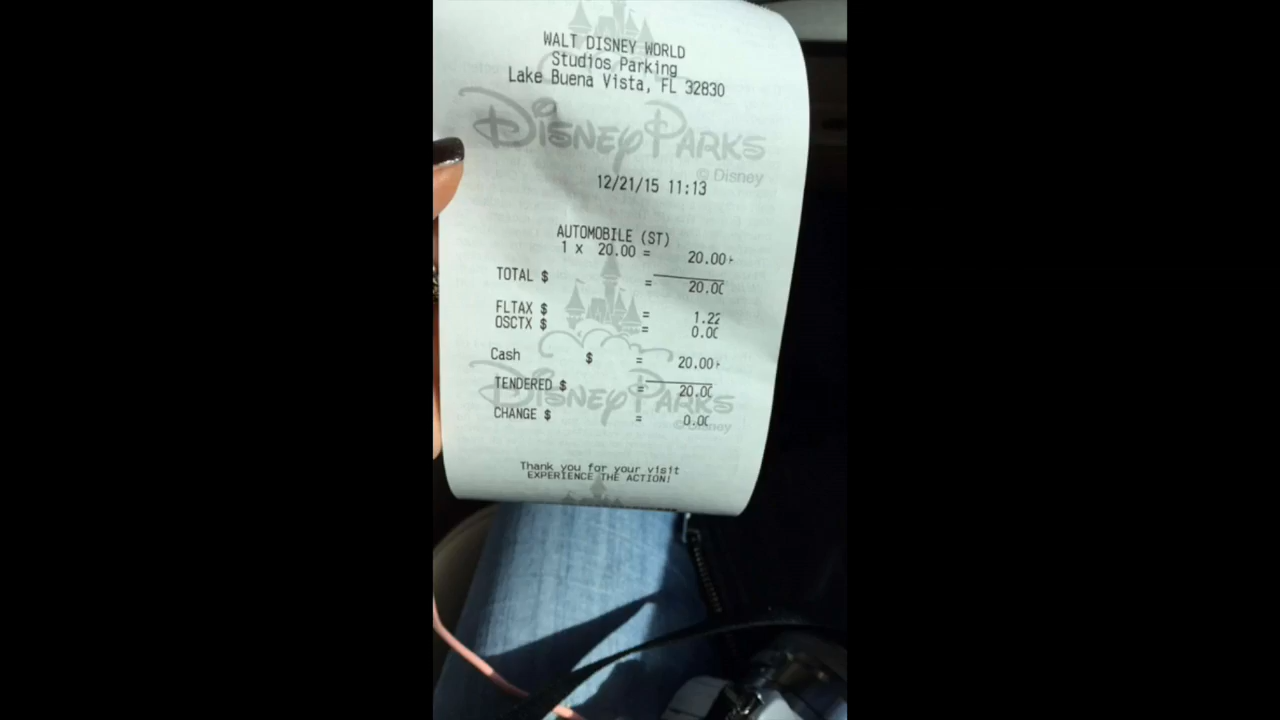 WALT DISNEY WORLD
Studios Parking
Lake Buena Vista, FL 32830
DISNEY PARKS
© Disney
12/21/15 11:13
AUTOMOBILE (ST)
1 x 20.00 = 20.00+
TOTAL $ = 20.00
FLTAX $ = 1.22
OSCTX $ = 0.00
Cash $ = 20.00+
TENDERED $ = 20.00
DISNEY PARKS
CHANGE $ = 0.00
© Disney
Thank you for your visit
EXPERIENCE THE ACTION!